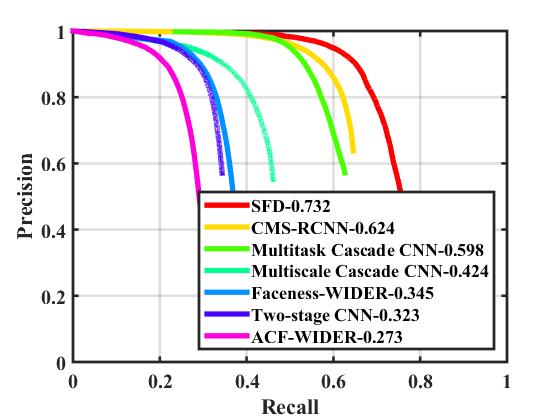 1
0.8
0.6
0.4
0.2
0
Precision
SFD-0.732
CMS-RCNN-0.624
Multitask Cascade CNN-0.598
Multiscale Cascade CNN-0.424
Faceness-WIDER-0.345
Two-stage CNN-0.323
ACF-WIDER-0.273
0 0.2 0.4 0.6 0.8 1
Recall